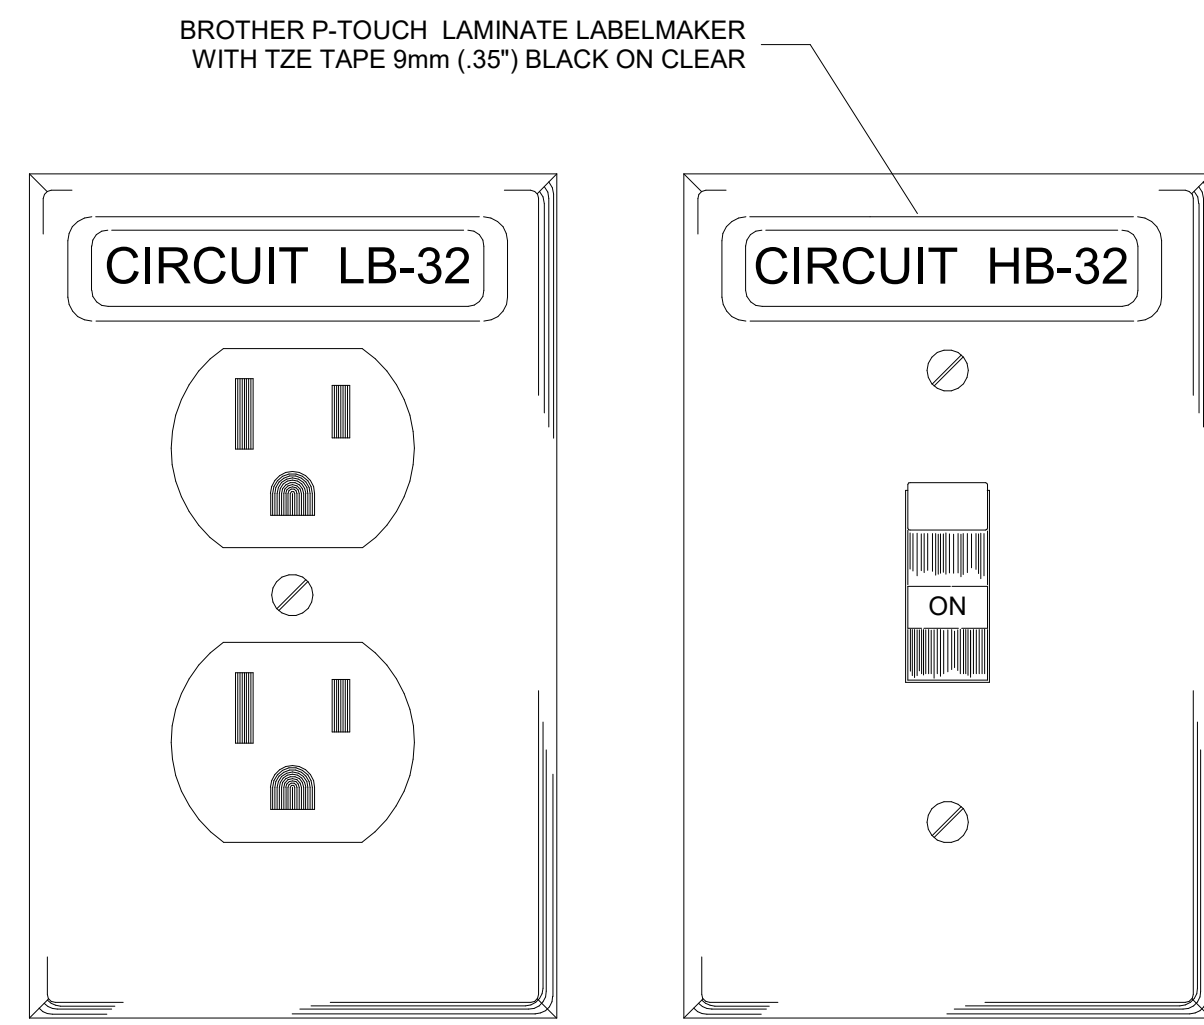 BROTHER P-TOUCH LAMINATE LABELMAKER
WITH TZE TAPE 9mm (.35") BLACK ON CLEAR
CIRCUIT LB-32
CIRCUIT HB-32
ON